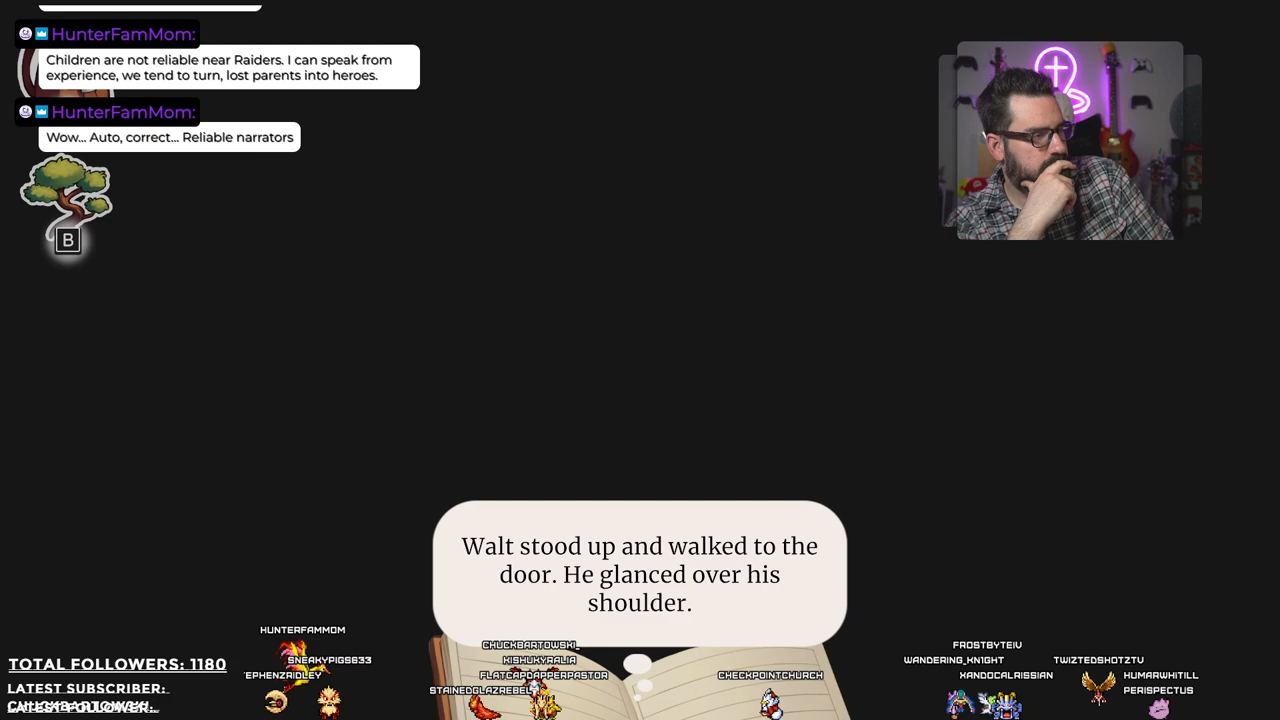 HunterFamMom:
Children are not reliable near Raiders. I can speak from
experience, we tend to turn, lost parents into heroes.
HunterFamMom:
Wow... Auto, correct... Reliable narrators
B
Walt stood up and walked to the
door. He glanced over his
shoulder.
HUNTERFAMMOM
SNEAKYPIGS633
TEPHENZRIDLEY
CHUCKBARTOWSKI_
KISHUKYRALIA
FLATCAPDAPPERPASTOR
STAINEDGLAZREBEL
CHECKPOINTCHURCH
FROSTBYTEIV
WANDERING_KN1GHT
XANDOCALRISSIAN
TWIZTEDSHOTZTV
HUMARWHITILL
PERISPECTUS
TOTAL FOLLOWERS: 1180
LATEST SUBSCRIBER: